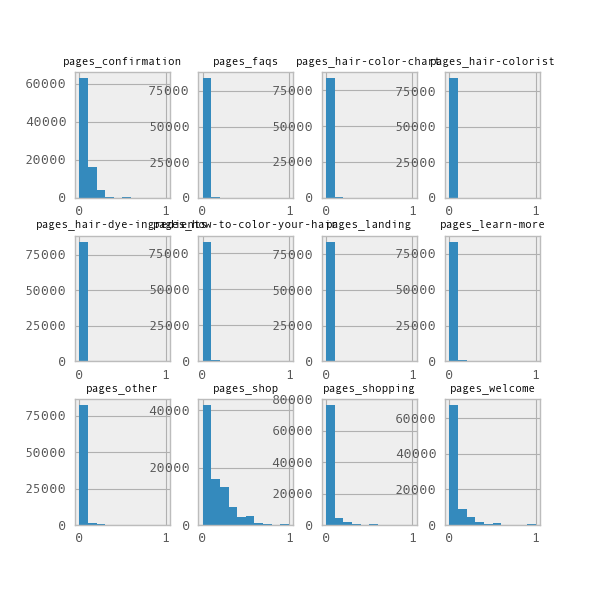 pages_confirmation pages_faqs pages_hair-color-chart pages_hair-colorist
60000 75000 75000 75000
40000 50000 50000 50000
20000 25000 25000 25000
0 0 0 0
0 1 0 1 0 1 0 1
pages_hair-dye-ingredients pages_how-to-color-your-hair pages_landing pages_learn-more
75000 75000 75000 75000
50000 50000 50000 50000
25000 25000 25000 25000
0 0 0 0
0 1 0 1 0 1 0 1
pages_other pages_shop pages_shopping pages_welcome
75000 40000 80000 60000
50000 20000 60000 40000
25000 0 40000 20000
0 20000 0
0
0 1 0 1 0 1 0 1